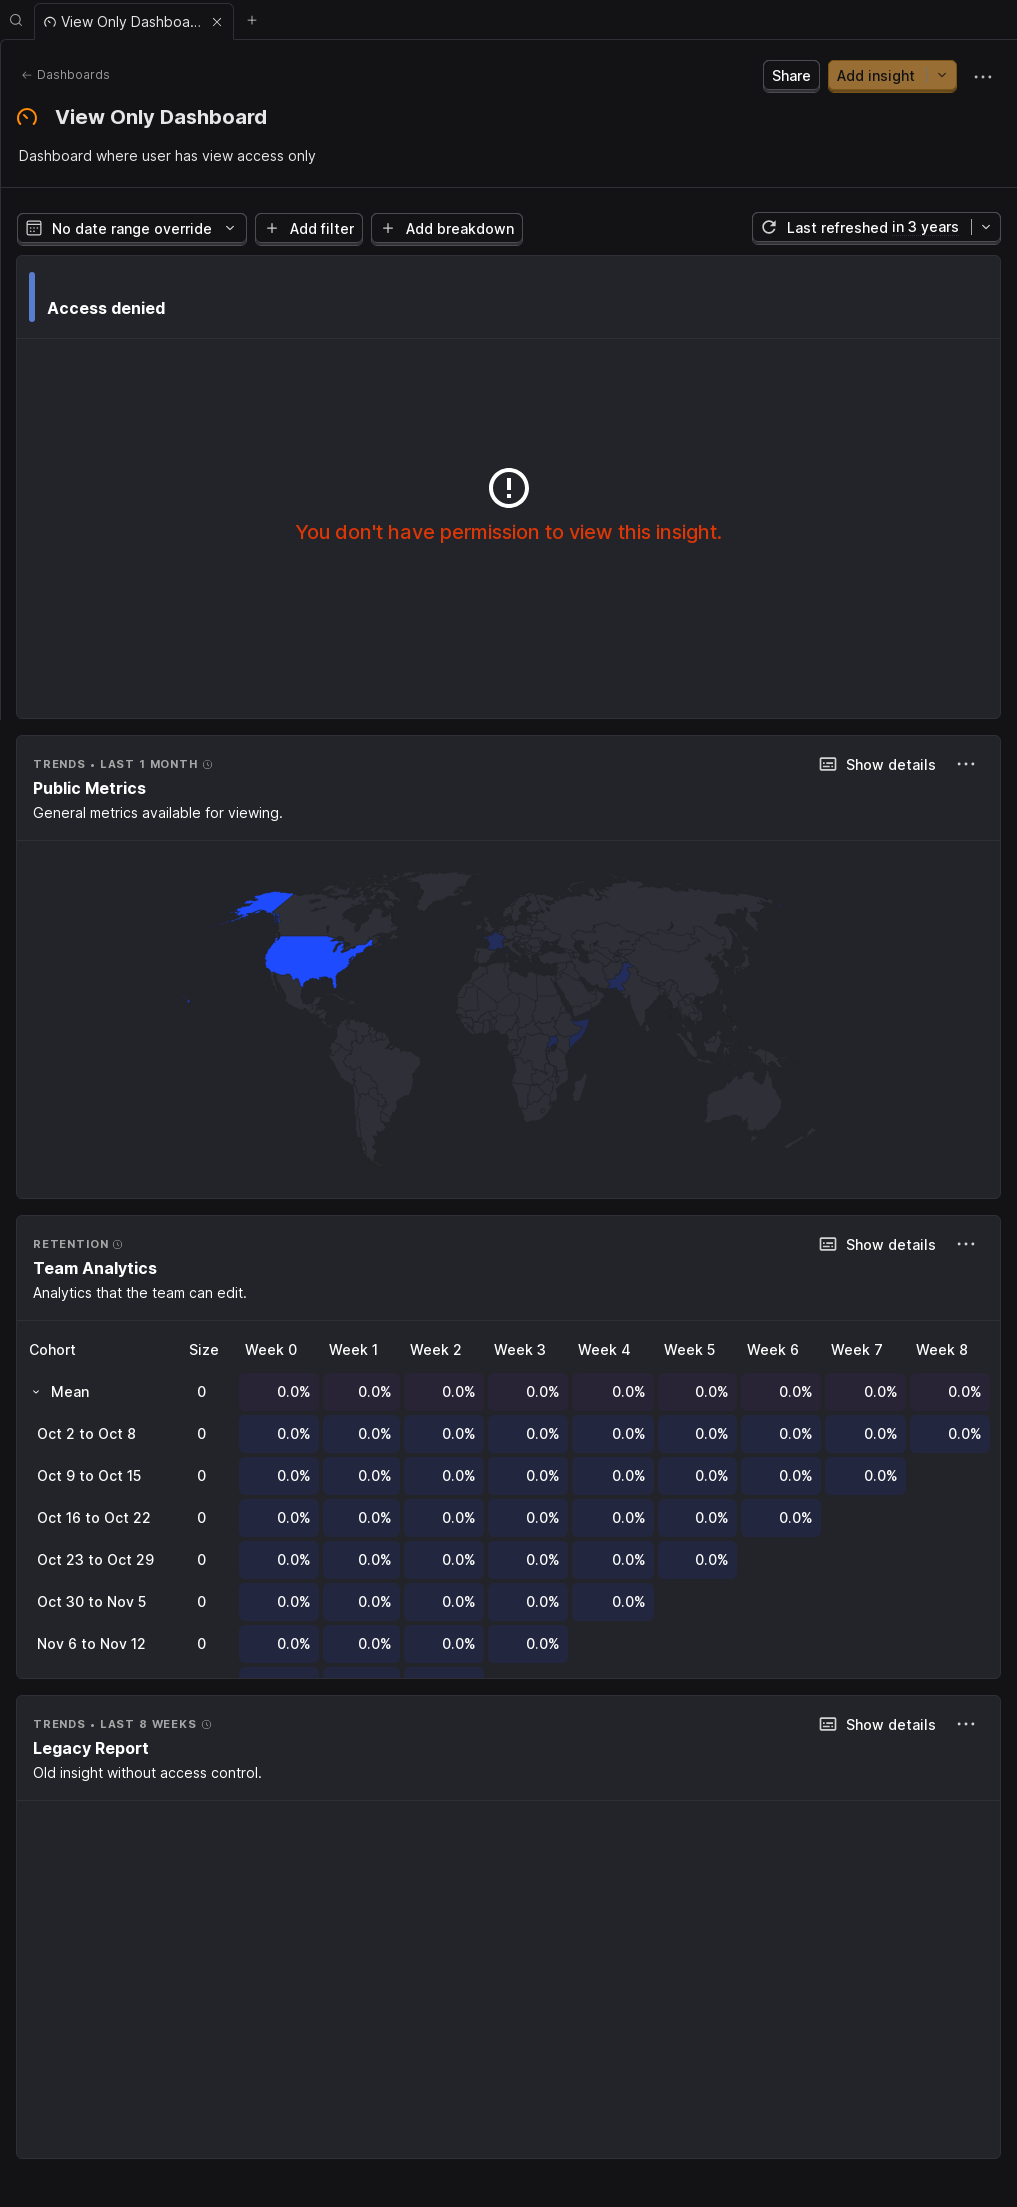 View Only Dashboa...
Dashboards
Share
Add insight
View Only Dashboard
Dashboard where user has view access only
No date range override
Add filter
Add breakdown
Last refreshed in 3 years
Access denied
You don't have permission to view this insight.
TRENDS • LAST 1 MONTH
Show details
Public Metrics
General metrics available for viewing.
RETENTION
Show details
Team Analytics
Analytics that the team can edit.
Cohort Size Week 0 Week 1 Week 2 Week 3 Week 4 Week 5 Week 6 Week 7 Week 8
Mean 0 0.0% 0.0% 0.0% 0.0% 0.0% 0.0% 0.0% 0.0% 0.0%
Oct 2 to Oct 8 0 0.0% 0.0% 0.0% 0.0% 0.0% 0.0% 0.0% 0.0% 0.0%
Oct 9 to Oct 15 0 0.0% 0.0% 0.0% 0.0% 0.0% 0.0% 0.0% 0.0%
Oct 16 to Oct 22 0 0.0% 0.0% 0.0% 0.0% 0.0% 0.0% 0.0%
Oct 23 to Oct 29 0 0.0% 0.0% 0.0% 0.0% 0.0% 0.0%
Oct 30 to Nov 5 0 0.0% 0.0% 0.0% 0.0% 0.0%
Nov 6 to Nov 12 0 0.0% 0.0% 0.0% 0.0%
TRENDS • LAST 8 WEEKS
Show details
Legacy Report
Old insight without access control.